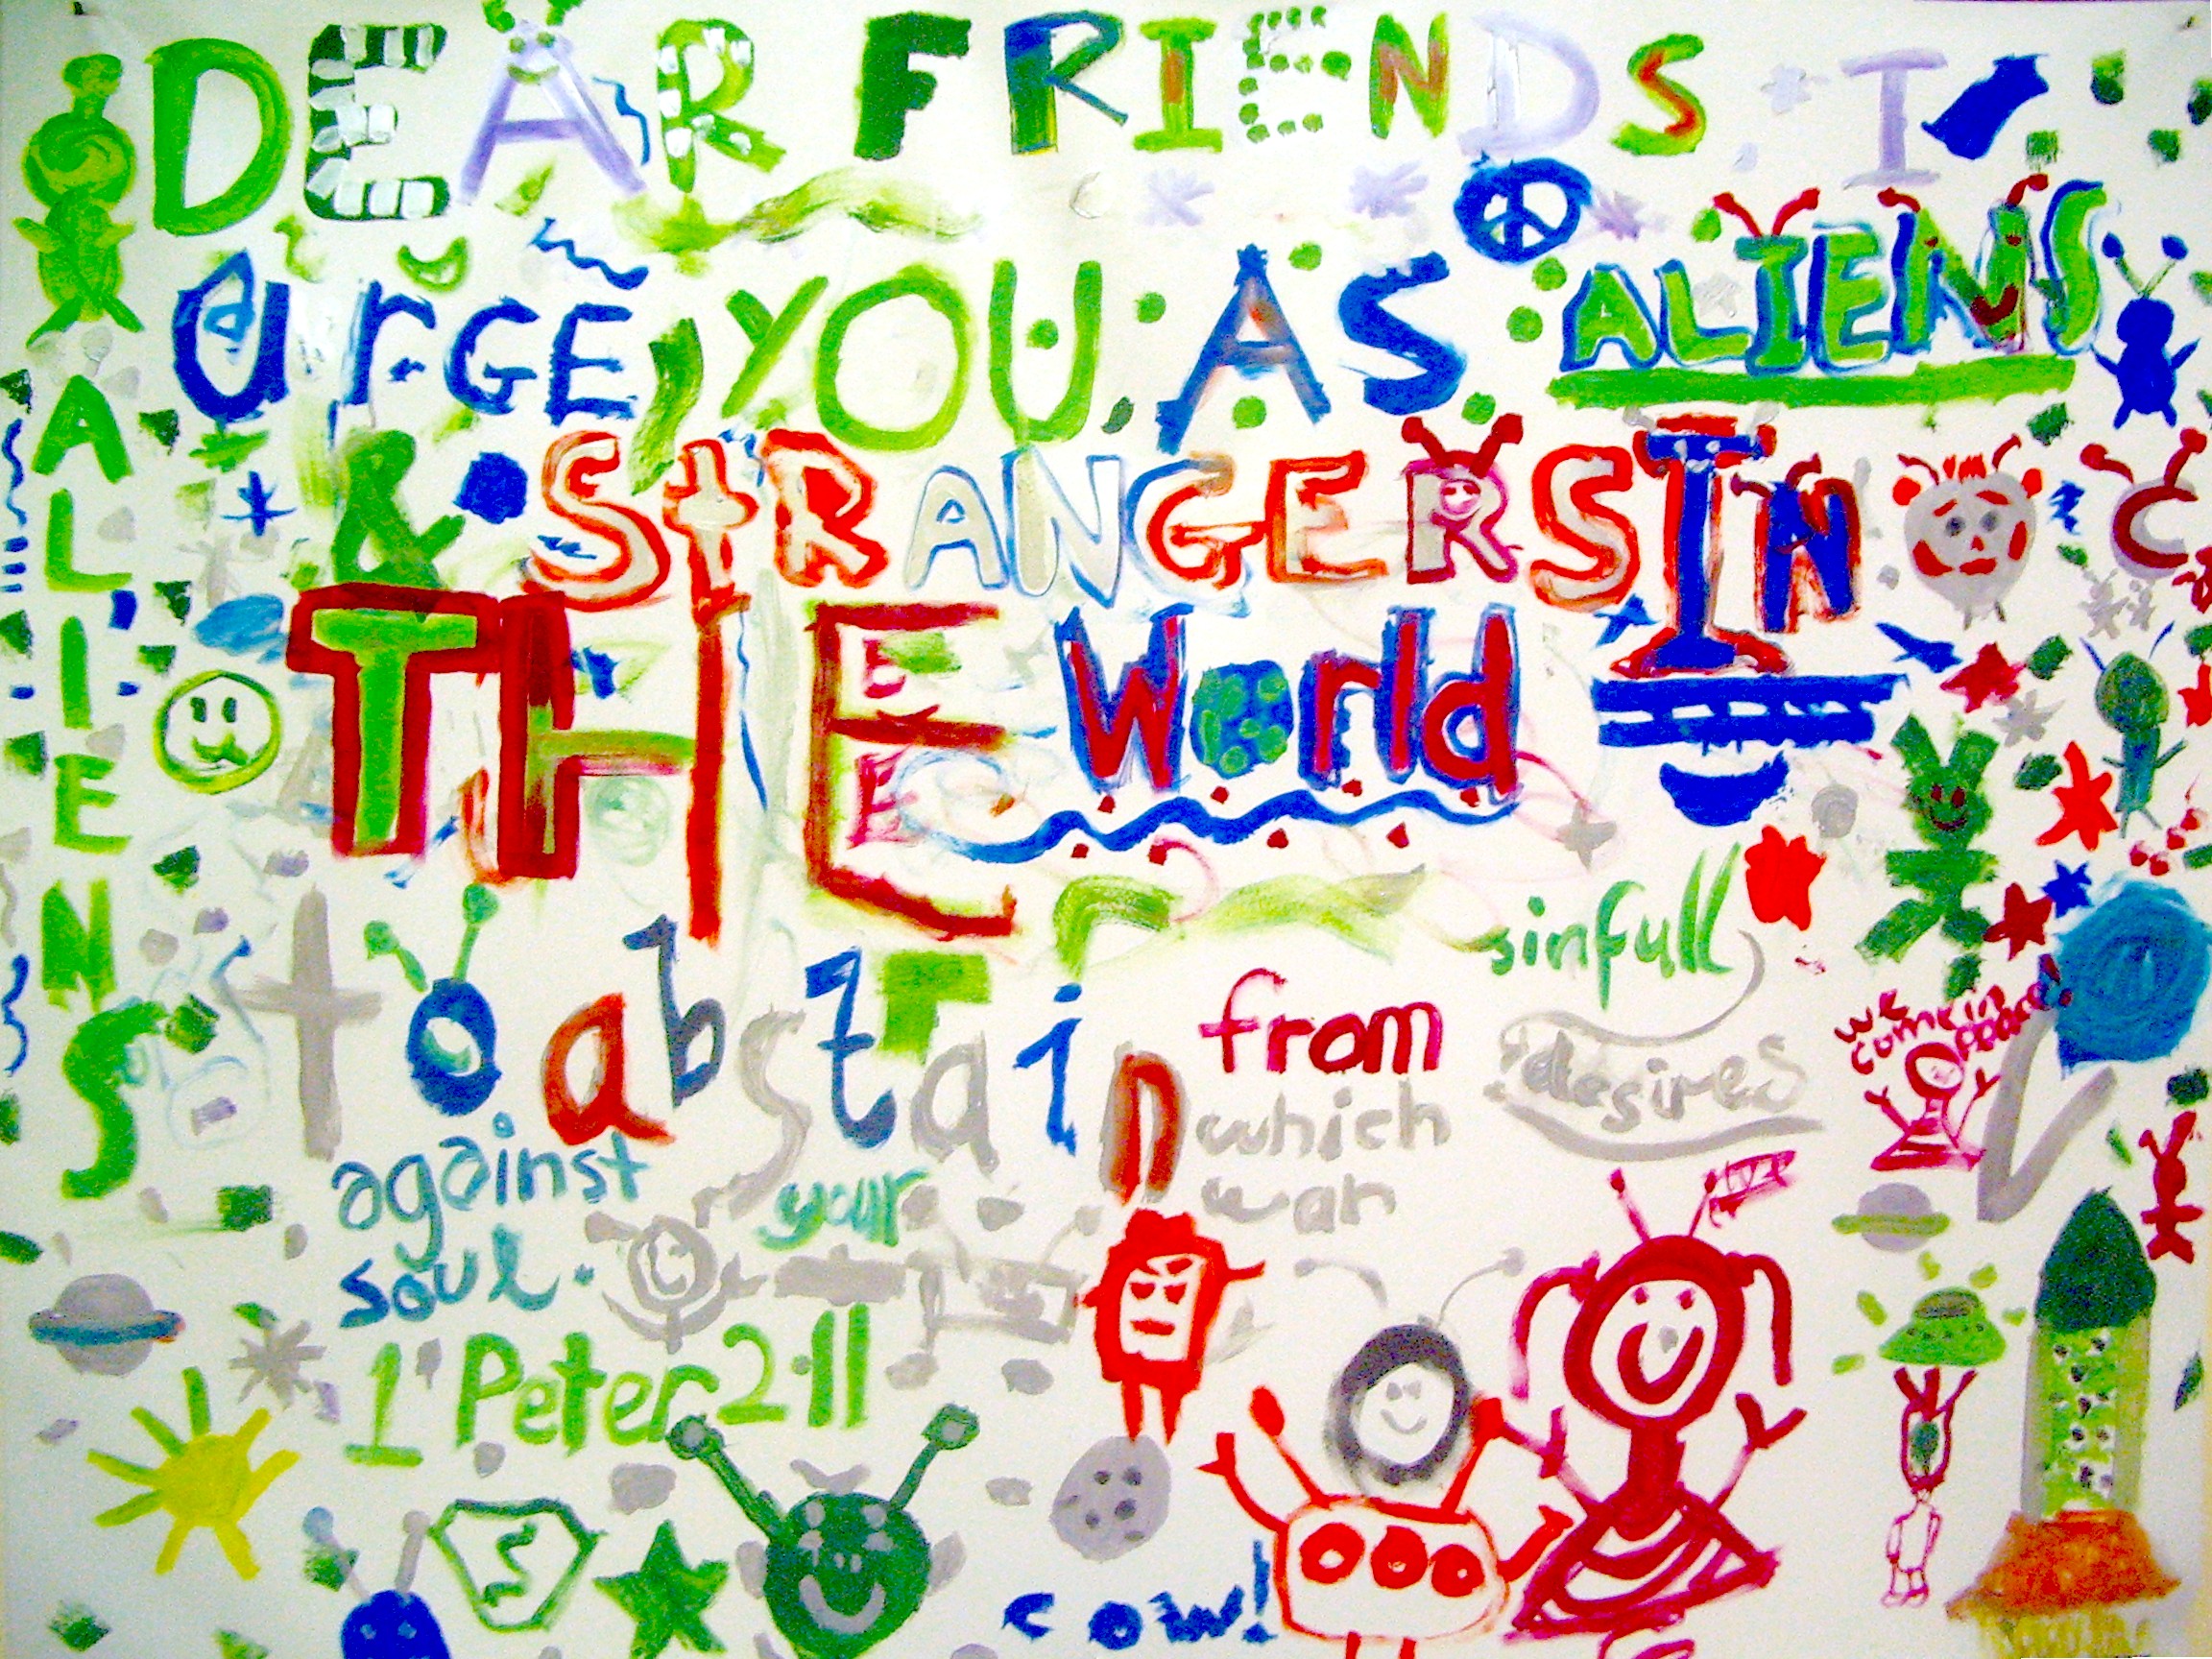 DEAR FRIENDS I
urGE YOU AS ALIENS
& StRANGERS IN
THE World
to abstain from sinfull
desires
which
war
against your
soul.
1 Peter 2:11
ALIENS
we
cum in
peace!
S
cow!